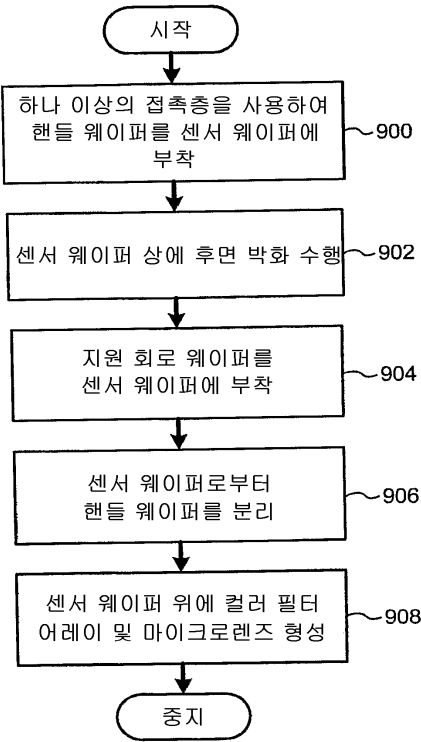 시작
하나 이상의 접촉층을 사용하여
핸들 웨이퍼를 센서 웨이퍼에
부착
900
센서 웨이퍼 상에 후면 박화 수행
902
지원 회로 웨이퍼를
센서 웨이퍼에 부착
904
센서 웨이퍼로부터
핸들 웨이퍼를 분리
906
센서 웨이퍼 위에 컬러 필터
어레이 및 마이크로렌즈 형성
908
중지